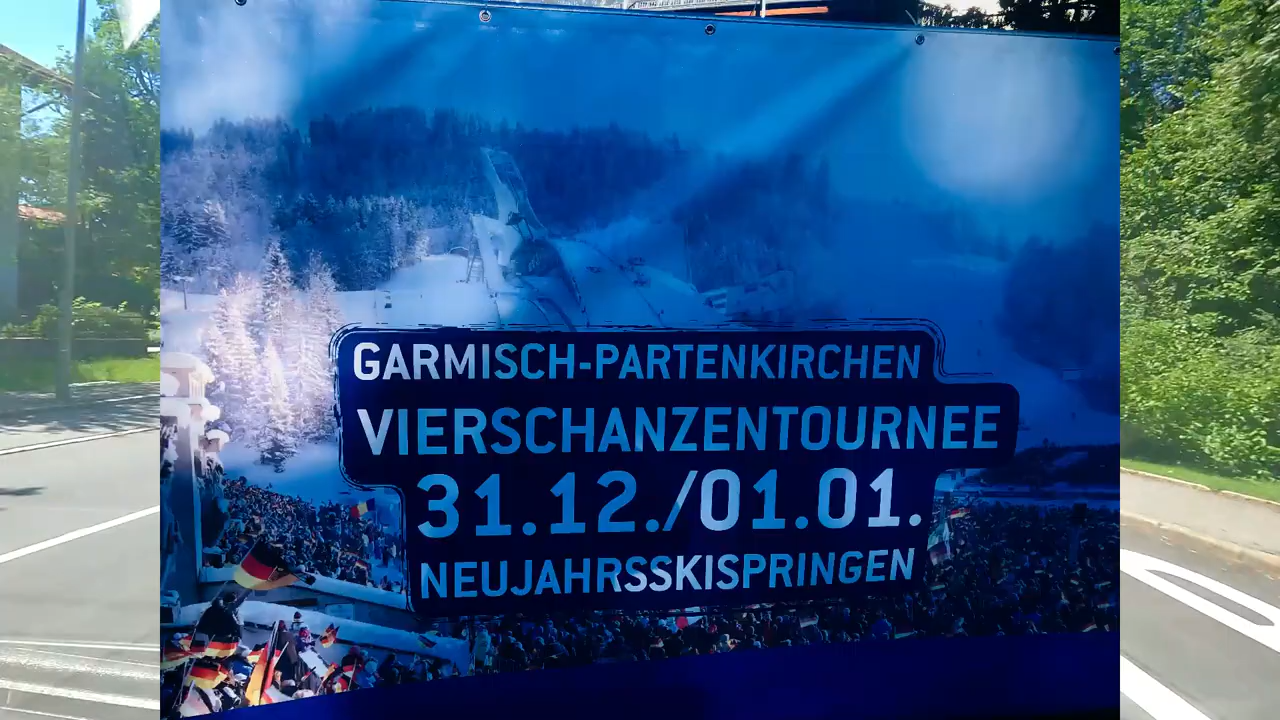 GARMISCH-PARTENKIRCHEN
VIERSCHANZENTOURNEE
31.12./01.01.
NEUJAHRSSKISPRINGEN